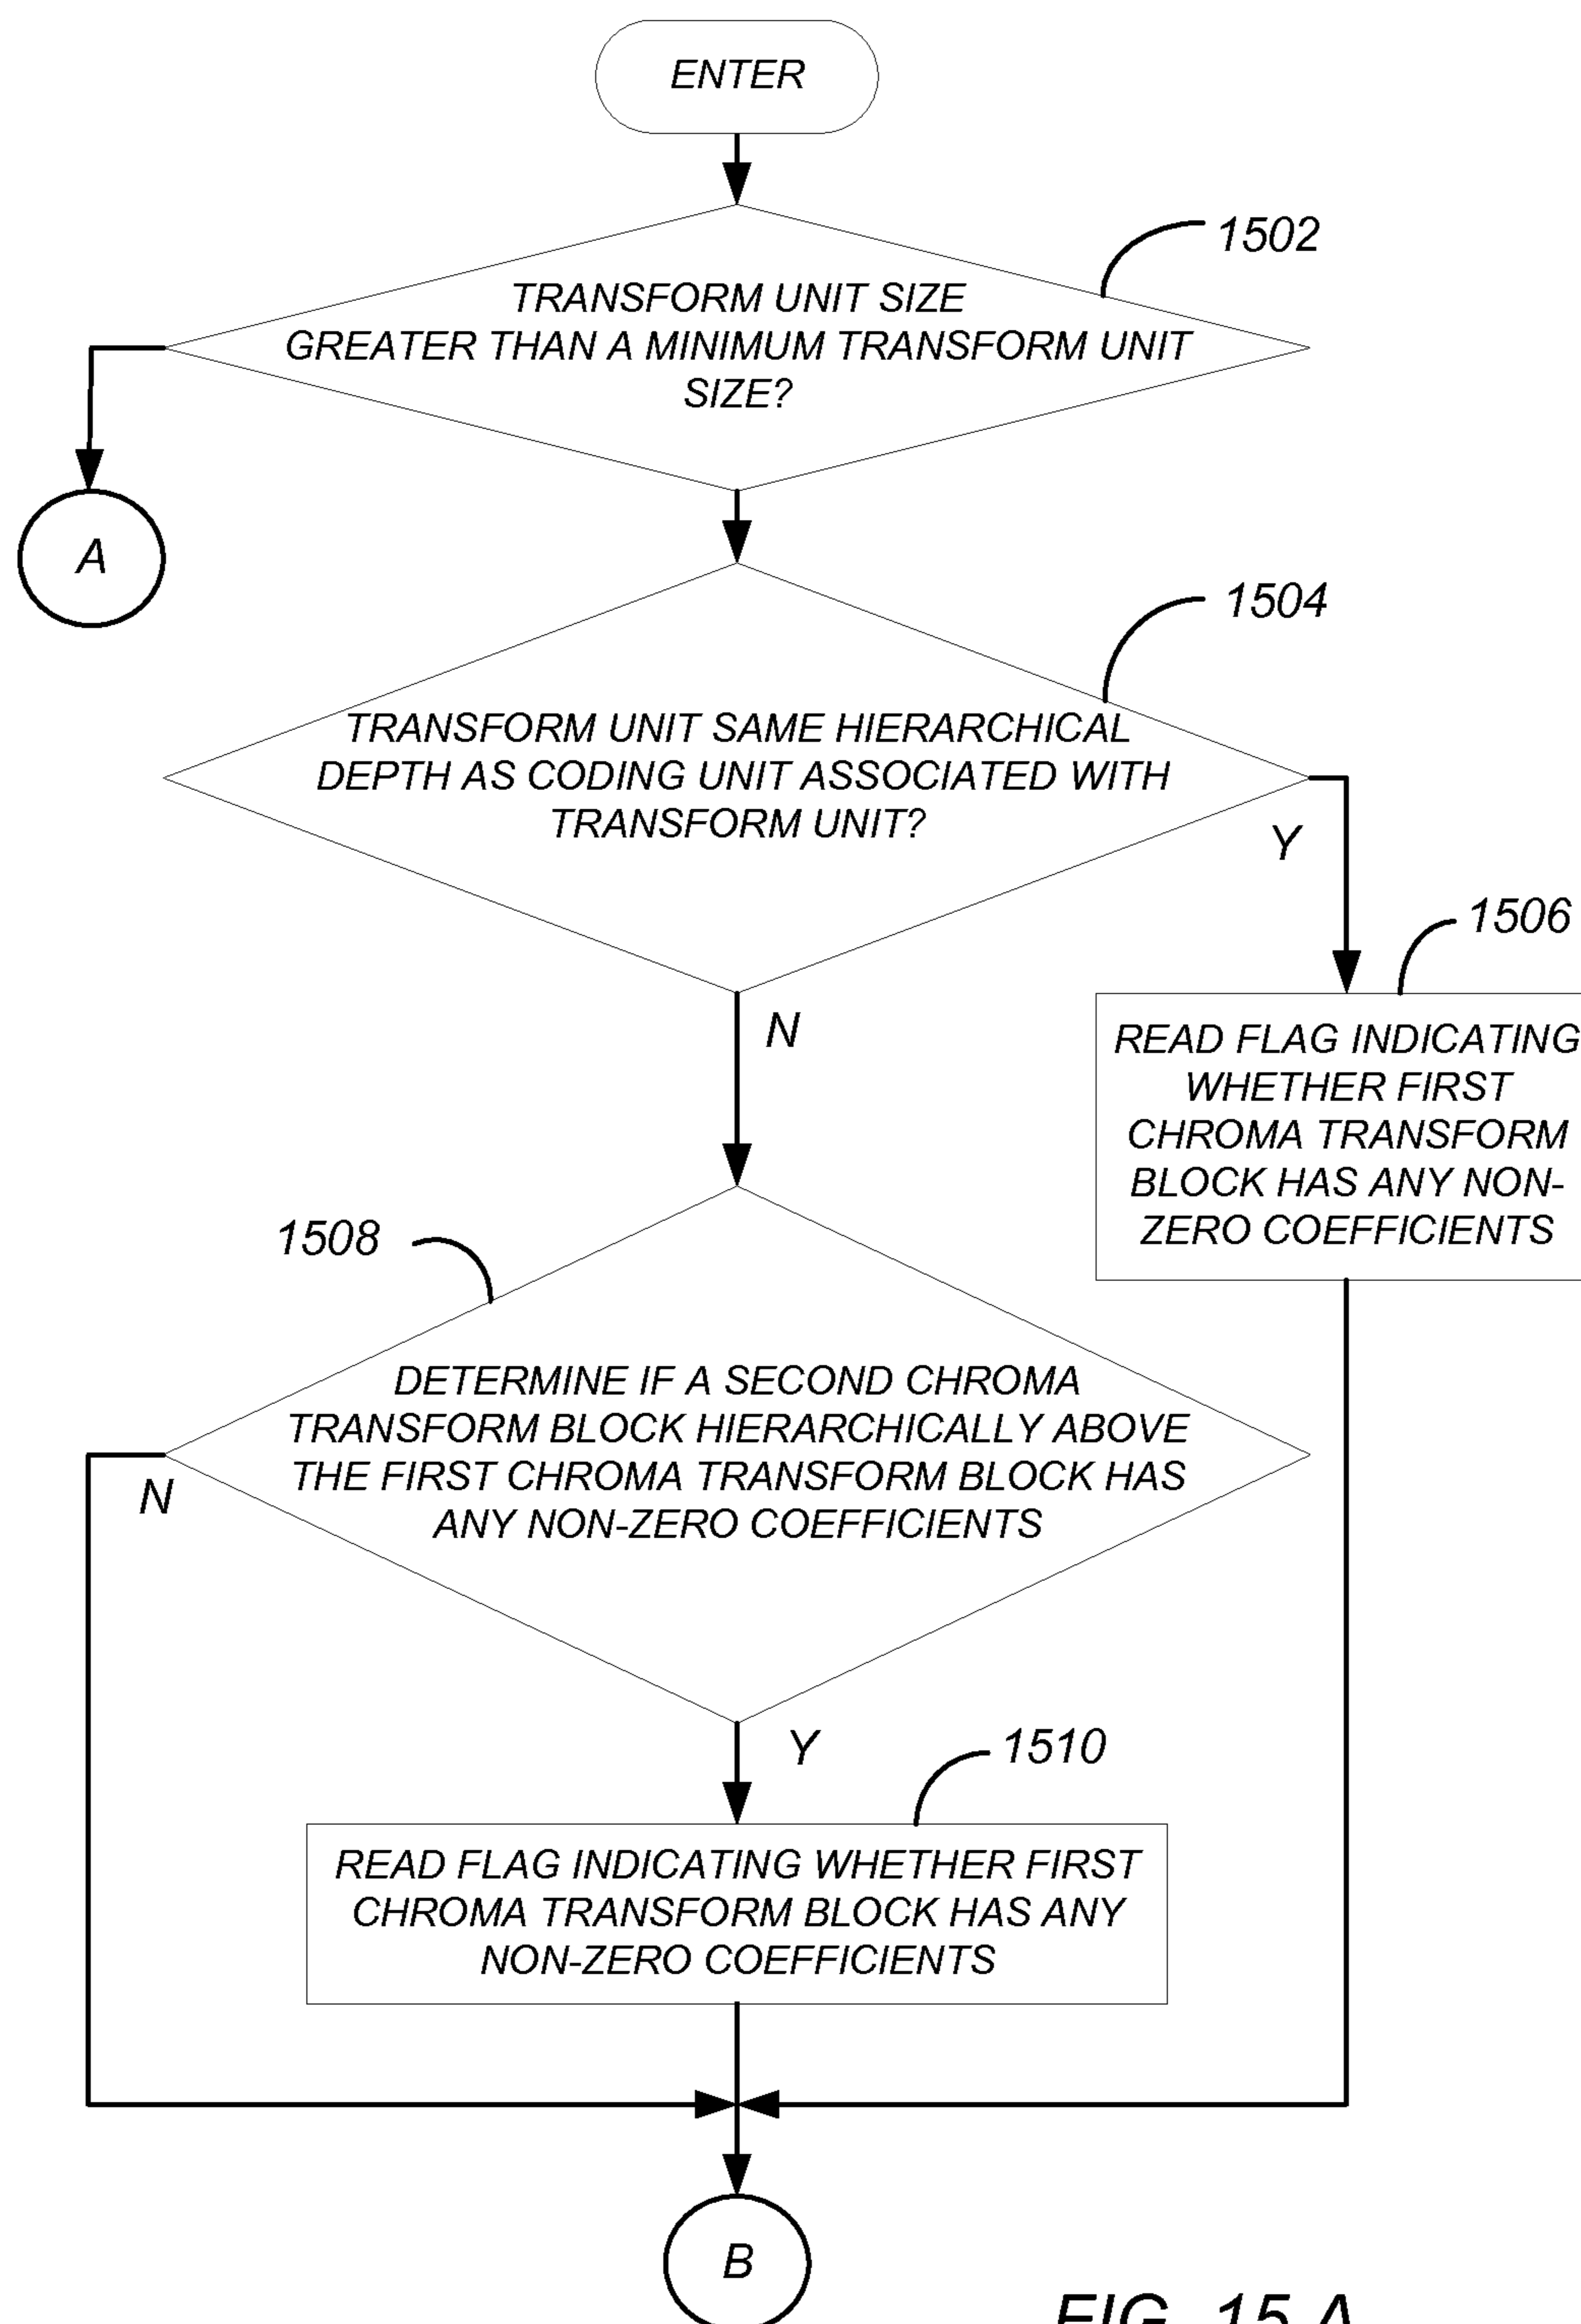 ENTER
1502
TRANSFORM UNIT SIZE
GREATER THAN A MINIMUM TRANSFORM UNIT
SIZE?
A
1504
TRANSFORM UNIT SAME HIERARCHICAL
DEPTH AS CODING UNIT ASSOCIATED WITH
TRANSFORM UNIT?
Y
1506
READ FLAG INDICATING
WHETHER FIRST
CHROMA TRANSFORM
BLOCK HAS ANY NON-
ZERO COEFFICIENTS
N
1508
DETERMINE IF A SECOND CHROMA
TRANSFORM BLOCK HIERARCHICALLY ABOVE
THE FIRST CHROMA TRANSFORM BLOCK HAS
ANY NON-ZERO COEFFICIENTS
N
Y
1510
READ FLAG INDICATING WHETHER FIRST
CHROMA TRANSFORM BLOCK HAS ANY
NON-ZERO COEFFICIENTS
B
FIG. 15 A